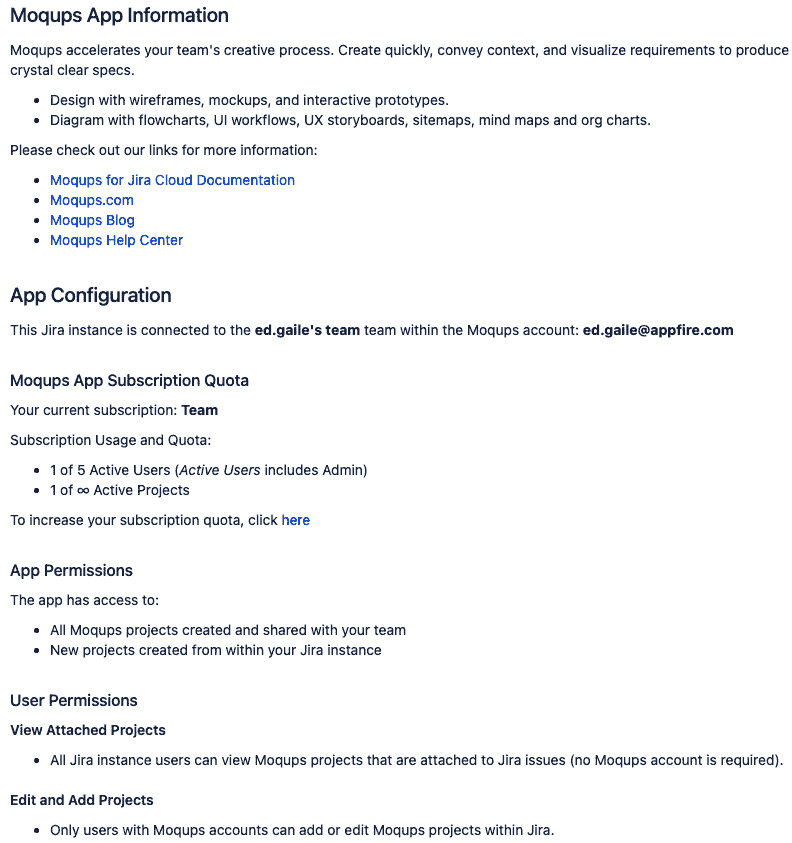 Moqups App Information
Moqups accelerates your team's creative process. Create quickly, convey context, and visualize requirements to produce
crystal clear specs.
• Design with wireframes, mockups, and interactive prototypes.
• Diagram with flowcharts, UI workflows, UX storyboards, sitemaps, mind maps and org charts.
Please check out our links for more information:
• Moqups for Jira Cloud Documentation
• Moqups.com
• Moqups Blog
• Moqups Help Center
App Configuration
This Jira instance is connected to the ed.gaile's team team within the Moqups account: ed.gaile@appfire.com
Moqups App Subscription Quota
Your current subscription: Team
Subscription Usage and Quota:
• 1 of 5 Active Users (Active Users includes Admin)
• 1 of ∞ Active Projects
To increase your subscription quota, click here
App Permissions
The app has access to:
• All Moqups projects created and shared with your team
• New projects created from within your Jira instance
User Permissions
View Attached Projects
• All Jira instance users can view Moqups projects that are attached to Jira issues (no Moqups account is required).
Edit and Add Projects
• Only users with Moqups accounts can add or edit Moqups projects within Jira.